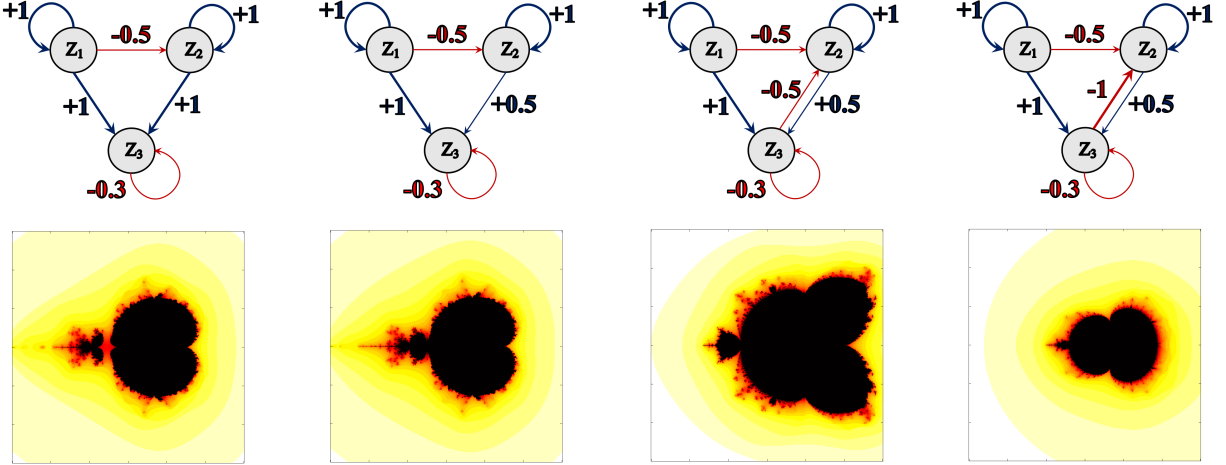 +1 +1 +1 +1 +1 +1 +1 +1
-0.5 -0.5 -0.5 -0.5
Z1 Z2 Z1 Z2 Z1 Z2 Z1 Z2
-0.5 -1
+1 +1 +1 +0.5 +1 +0.5 +1 +0.5
Z3 Z3 Z3 Z3
-0.3 -0.3 -0.3 -0.3